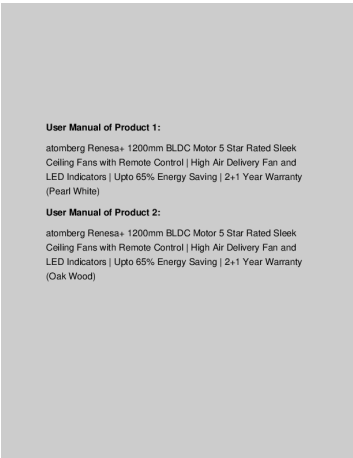 User Manual of Product 1:
atomberg Renesa+ 1200mm BLDC Motor 5 Star Rated Sleek
Ceiling Fans with Remote Control | High Air Delivery Fan and
LED Indicators | Upto 65% Energy Saving | 2+1 Year Warranty
(Pearl White)
User Manual of Product 2:
atomberg Renesa+ 1200mm BLDC Motor 5 Star Rated Sleek
Ceiling Fans with Remote Control | High Air Delivery Fan and
LED Indicators | Upto 65% Energy Saving | 2+1 Year Warranty
(Oak Wood)